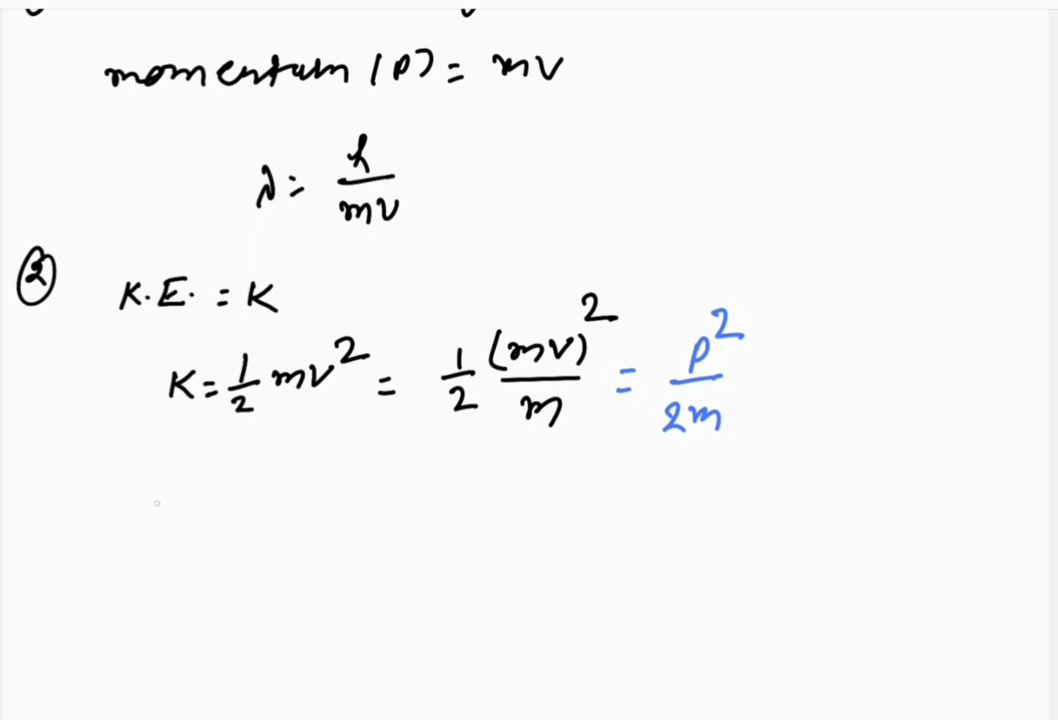 momentum (P) = mv
λ = h/mv
② K.E. = K
K = 1/2 mv² = 1/2 (mv)²/m = p²/2m